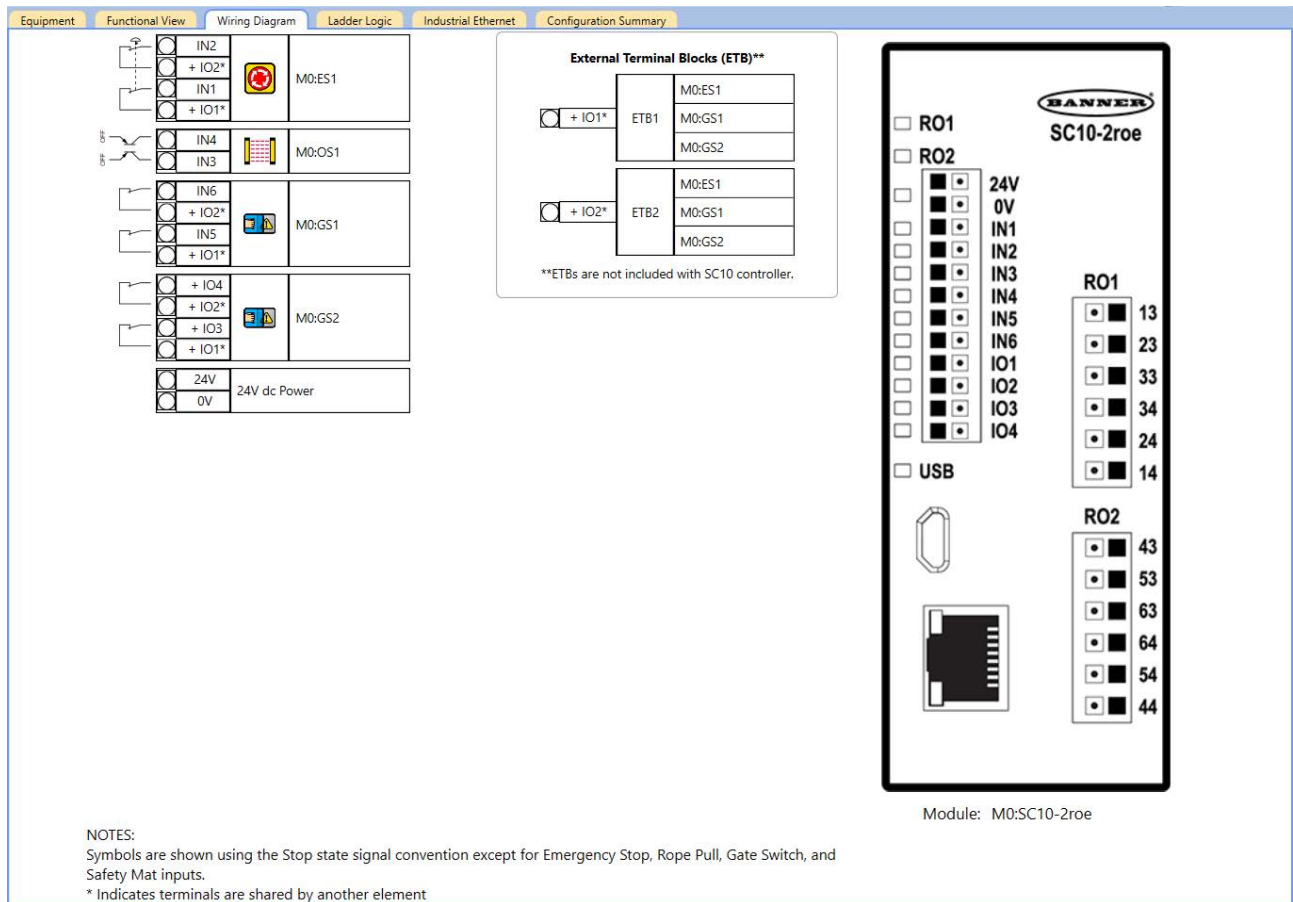 Equipment
Functional View
Wiring Diagram
Ladder Logic
Industrial Ethernet
Configuration Summary
IN2
+ IO2*
IN1
+ IO1*
M0:ES1
OFF
OFF
IN4
IN3
M0:OS1
IN6
+ IO2*
IN5
+ IO1*
M0:GS1
+ IO4
+ IO2*
+ IO3
+ IO1*
M0:GS2
24V
0V
24V dc Power
External Terminal Blocks (ETB)**
+ IO1*
ETB1
M0:ES1
M0:GS1
M0:GS2
+ IO2*
ETB2
M0:ES1
M0:GS1
M0:GS2
**ETBs are not included with SC10 controller.
BANNER
SC10-2roe
RO1
RO2
24V
0V
IN1
IN2
IN3
IN4
IN5
IN6
IO1
IO2
IO3
IO4
USB
RO1
13
23
33
34
24
14
RO2
43
53
63
64
54
44
Module: M0:SC10-2roe
NOTES:
Symbols are shown using the Stop state signal convention except for Emergency Stop, Rope Pull, Gate Switch, and
Safety Mat inputs.
* Indicates terminals are shared by another element